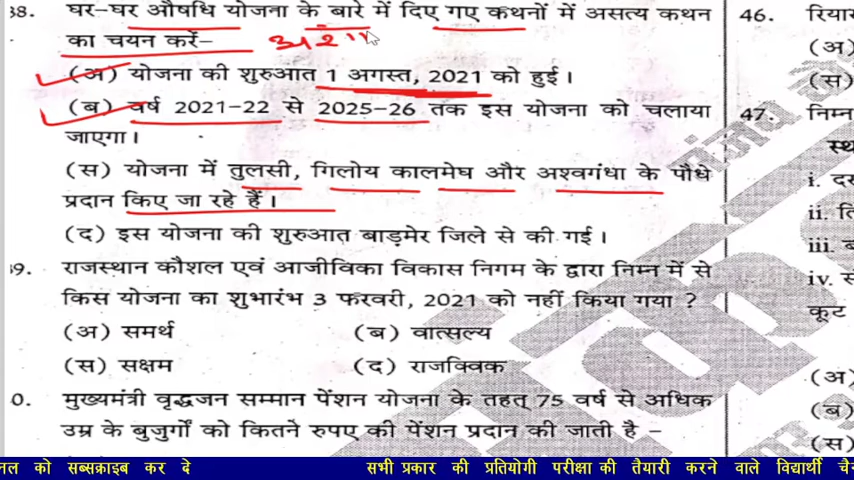 38. घर-घर औषधि योजना के बारे में दिए गए कथनों में असत्य कथन
का चयन करें–
(अ) योजना की शुरुआत 1 अगस्त, 2021 को हुई।
(ब) वर्ष 2021-22 से 2025-26 तक इस योजना को चलाया
जाएगा।
(स) योजना में तुलसी, गिलोय कालमेघ और अश्वगंधा के पौधे
प्रदान किए जा रहे हैं।
(द) इस योजना की शुरुआत बाड़मेर जिले से की गई।
39. राजस्थान कौशल एवं आजीविका विकास निगम के द्वारा निम्न में से
किस योजना का शुभारंभ 3 फरवरी, 2021 को नहीं किया गया ?
(अ) समर्थ (ब) वात्सल्य
(स) सक्षम (द) राजक्विक
0. मुख्यमंत्री वृद्धजन सम्मान पेंशन योजना के तहत् 75 वर्ष से अधिक
उम्र के बुजुर्गों को कितने रुपए की पेंशन प्रदान की जाती है –
46. रिया
(अ)
(स)
47. निम्न
स्थ
i. दर
ii. ति
iii. ब
iv. स
कूट
(अ)
(ब)
(स)
नल को सब्सक्राइब कर दे सभी प्रकार की प्रतियोगी परीक्षा की तैयारी करने वाले विद्यार्थी चै